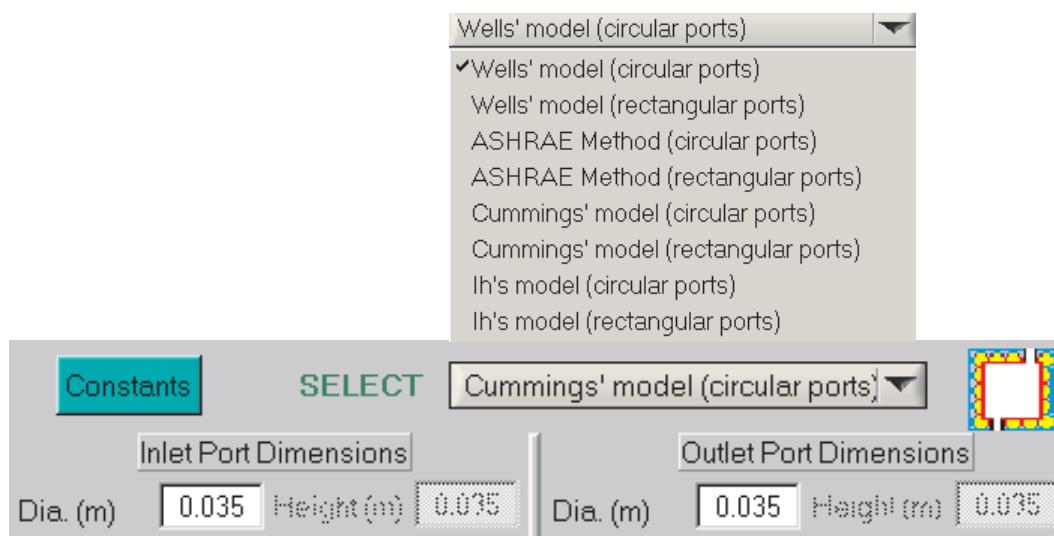 Wells' model (circular ports)
✔Wells' model (circular ports)
Wells' model (rectangular ports)
ASHRAE Method (circular ports)
ASHRAE Method (rectangular ports)
Cummings' model (circular ports)
Cummings' model (rectangular ports)
Ih's model (circular ports)
Ih's model (rectangular ports)
Constants SELECT Cummings' model (circular ports)
Inlet Port Dimensions Outlet Port Dimensions
Dia. (m) 0.035 Height (m) 0.035 Dia. (m) 0.035 Height (m) 0.035